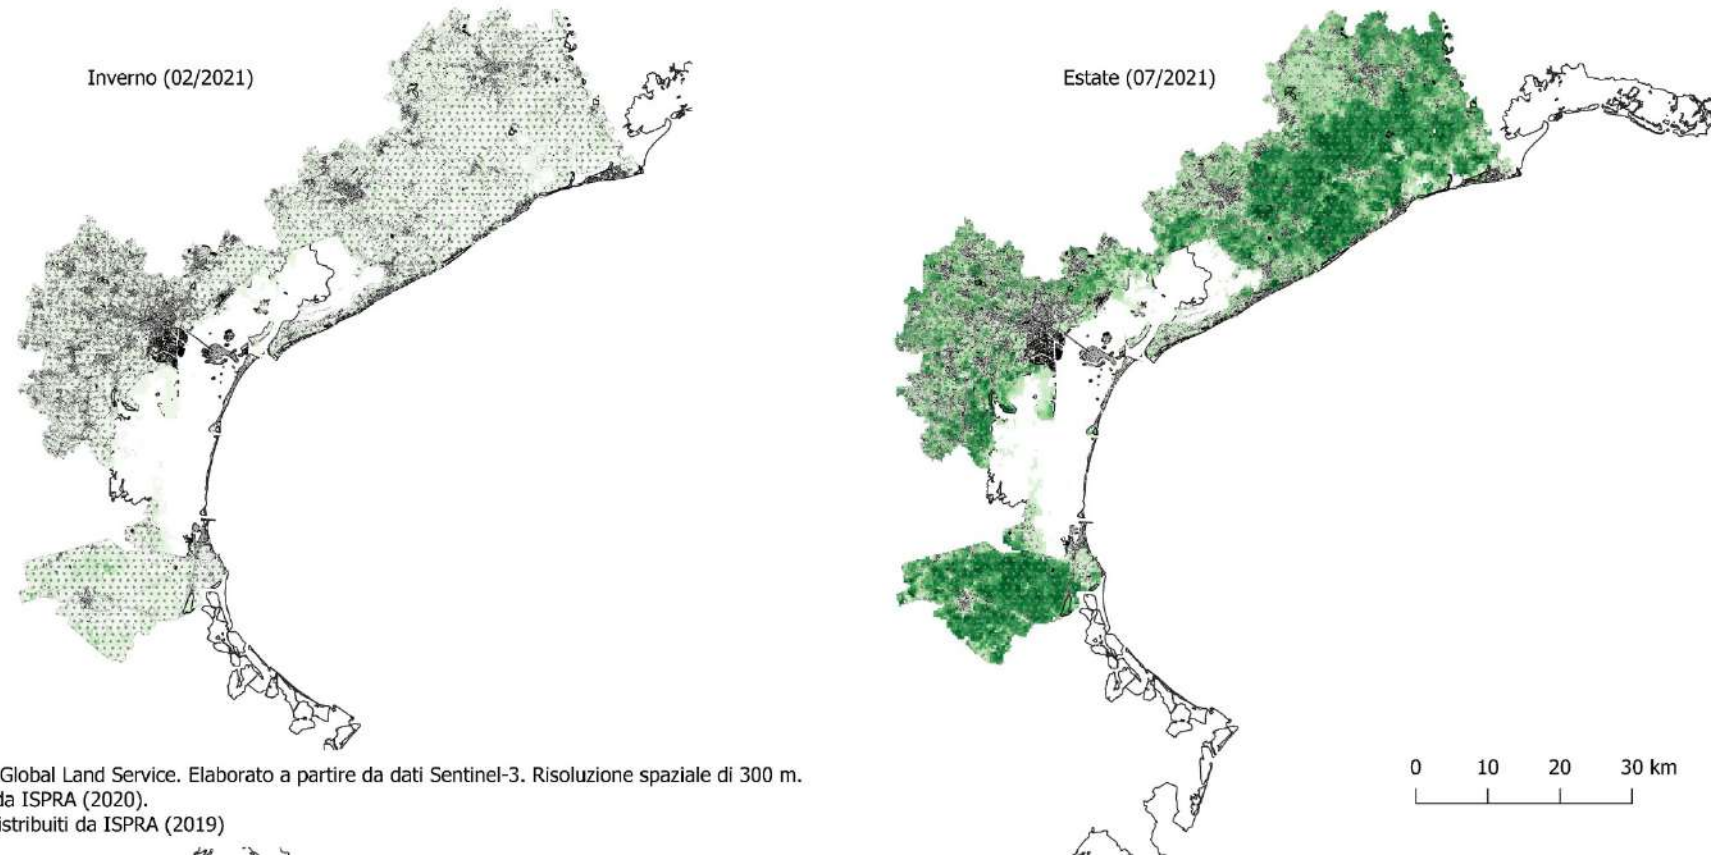 Inverno (02/2021)
Estate (07/2021)
Global Land Service. Elaborato a partire da dati Sentinel-3. Risoluzione spaziale di 300 m.
da ISPRA (2020).
istribuiti da ISPRA (2019)
0 10 20 30 km